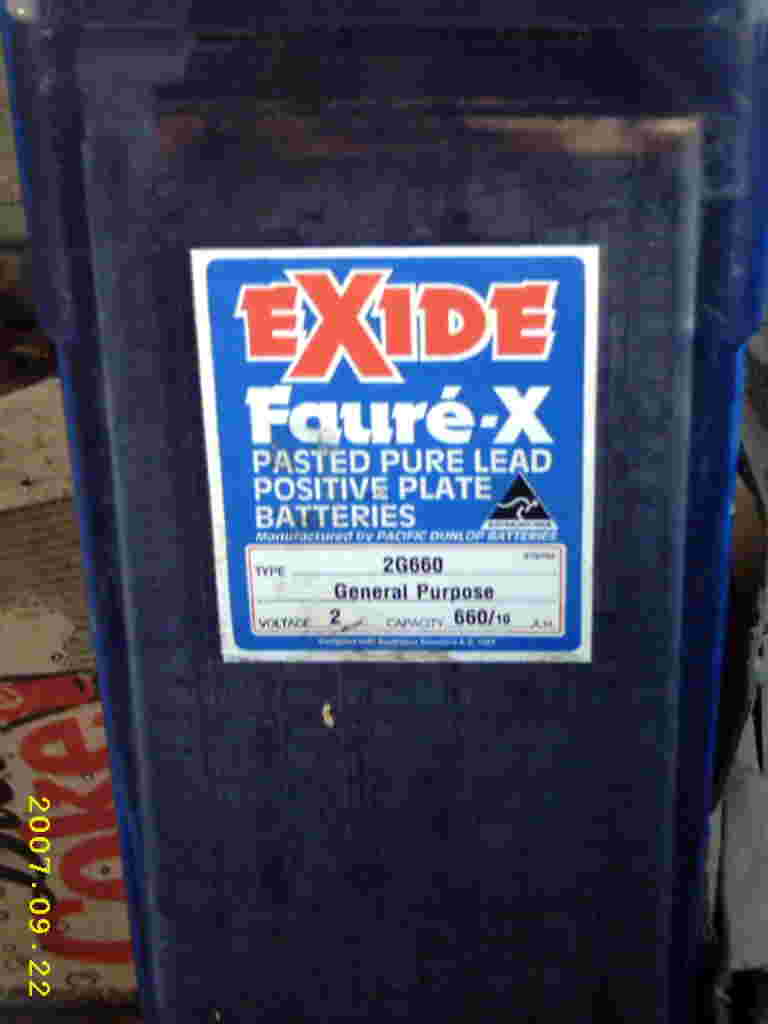 EXIDE
Fauré-X
PASTED PURE LEAD
POSITIVE PLATE
BATTERIES
Manufactured by PACIFIC DUNLOP BATTERIES
TYPE 2G660
General Purpose
VOLTAGE 2 CAPACITY 660/10 A.H.
Coke
2007.09.22